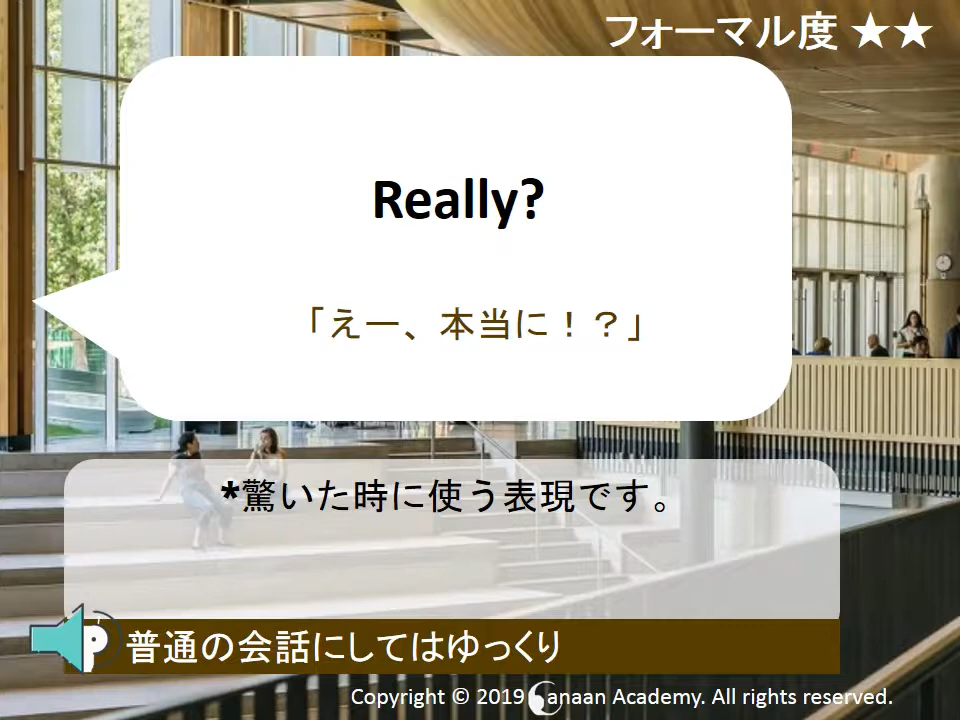 フォーマル度 ★★
Really?
「えー、本当に！？」
*驚いた時に使う表現です。
P
普通の会話にしてはゆっくり
Copyright © 2019 Canaan Academy. All rights reserved.